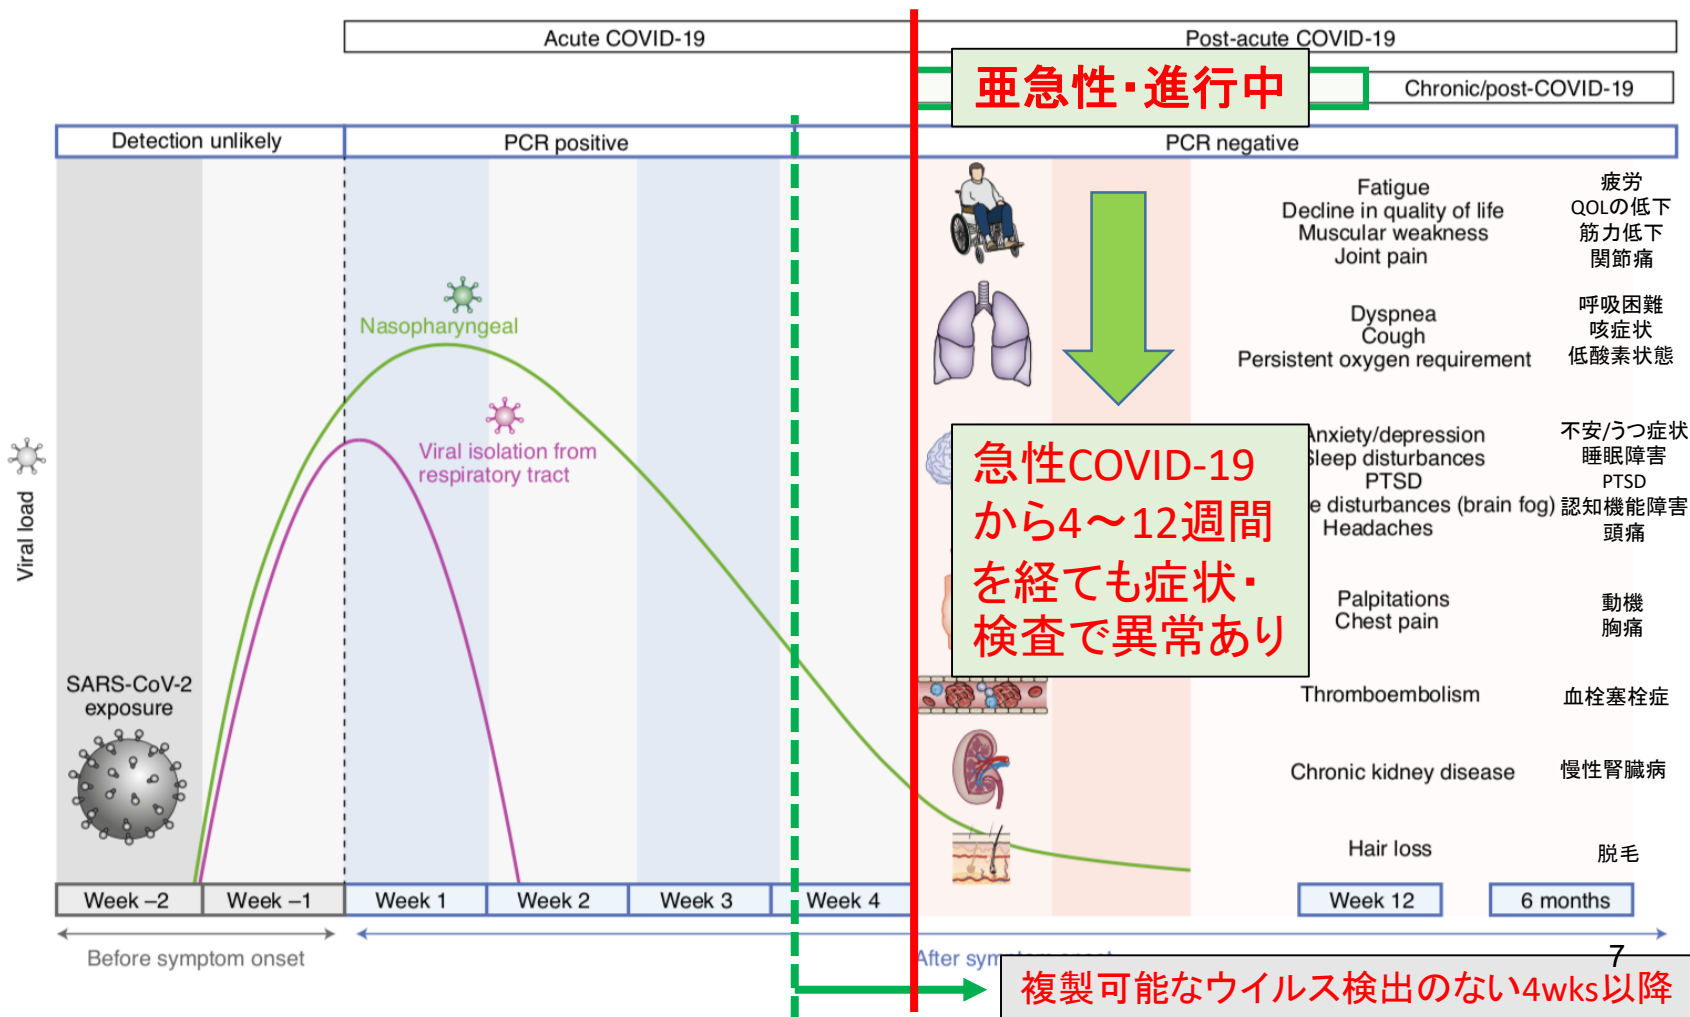 Acute COVID-19
Post-acute COVID-19
亜急性・進行中
Chronic/post-COVID-19
Detection unlikely
PCR positive
PCR negative
Fatigue
Decline in quality of life
Muscular weakness
Joint pain
疲労
QOLの低下
筋力低下
関節痛
Nasopharyngeal
Dyspnea
Cough
Persistent oxygen requirement
呼吸困難
咳症状
低酸素状態
Viral isolation from
respiratory tract
Viral load
急性COVID-19
から4〜12週間
を経ても症状・
検査で異常あり
Anxiety/depression
Sleep disturbances
PTSD
e disturbances (brain fog)
Headaches
不安/うつ症状
睡眠障害
PTSD
認知機能障害
頭痛
Palpitations
Chest pain
動機
胸痛
SARS-CoV-2
exposure
Thromboembolism
血栓塞栓症
Chronic kidney disease
慢性腎臓病
Hair loss
脱毛
Week –2
Week –1
Week 1
Week 2
Week 3
Week 4
Week 12
6 months
Before symptom onset
After sym
7
複製可能なウイルス検出のない4wks以降